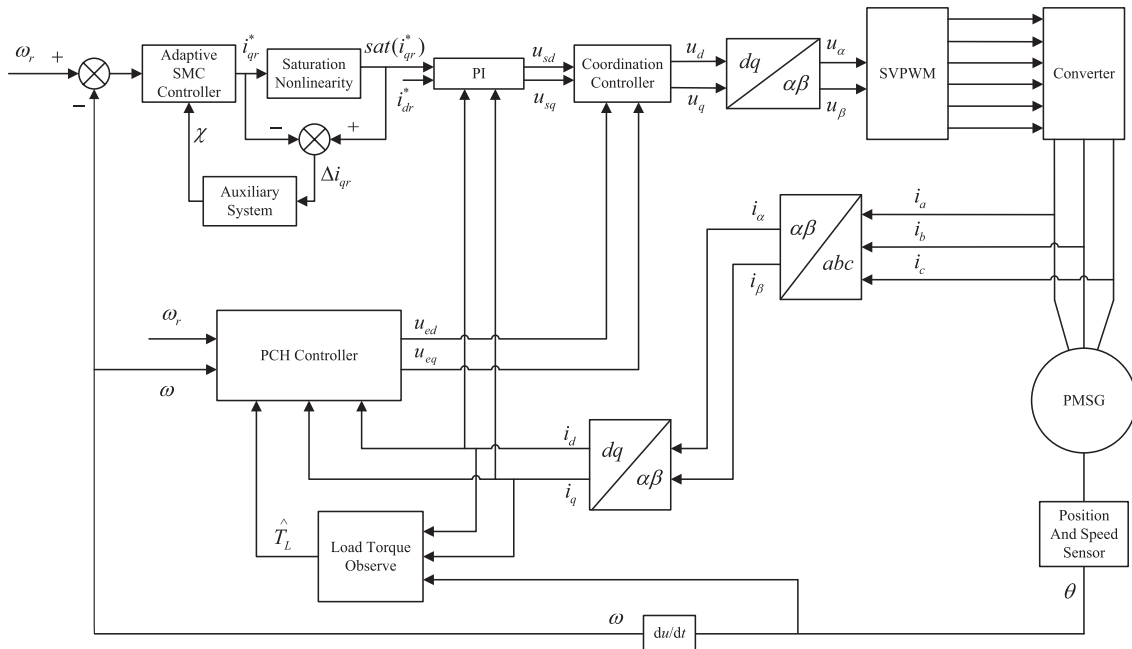 ω_r
+
−
Adaptive
SMC
Controller
i*_qr
Saturation
Nonlinearity
sat(i*_qr)
i*_dr
PI
u_sd
u_sq
Coordination
Controller
u_d
u_q
dq
αβ
u_α
u_β
SVPWM
Converter
χ
−
+
Δi_qr
Auxiliary
System
i_a
i_b
i_c
αβ
abc
i_α
i_β
ω_r
ω
PCH Controller
u_ed
u_eq
PMSG
i_d
i_q
dq
αβ
T̂_L
Load Torque
Observe
Position
And Speed
Sensor
θ
ω
du/dt